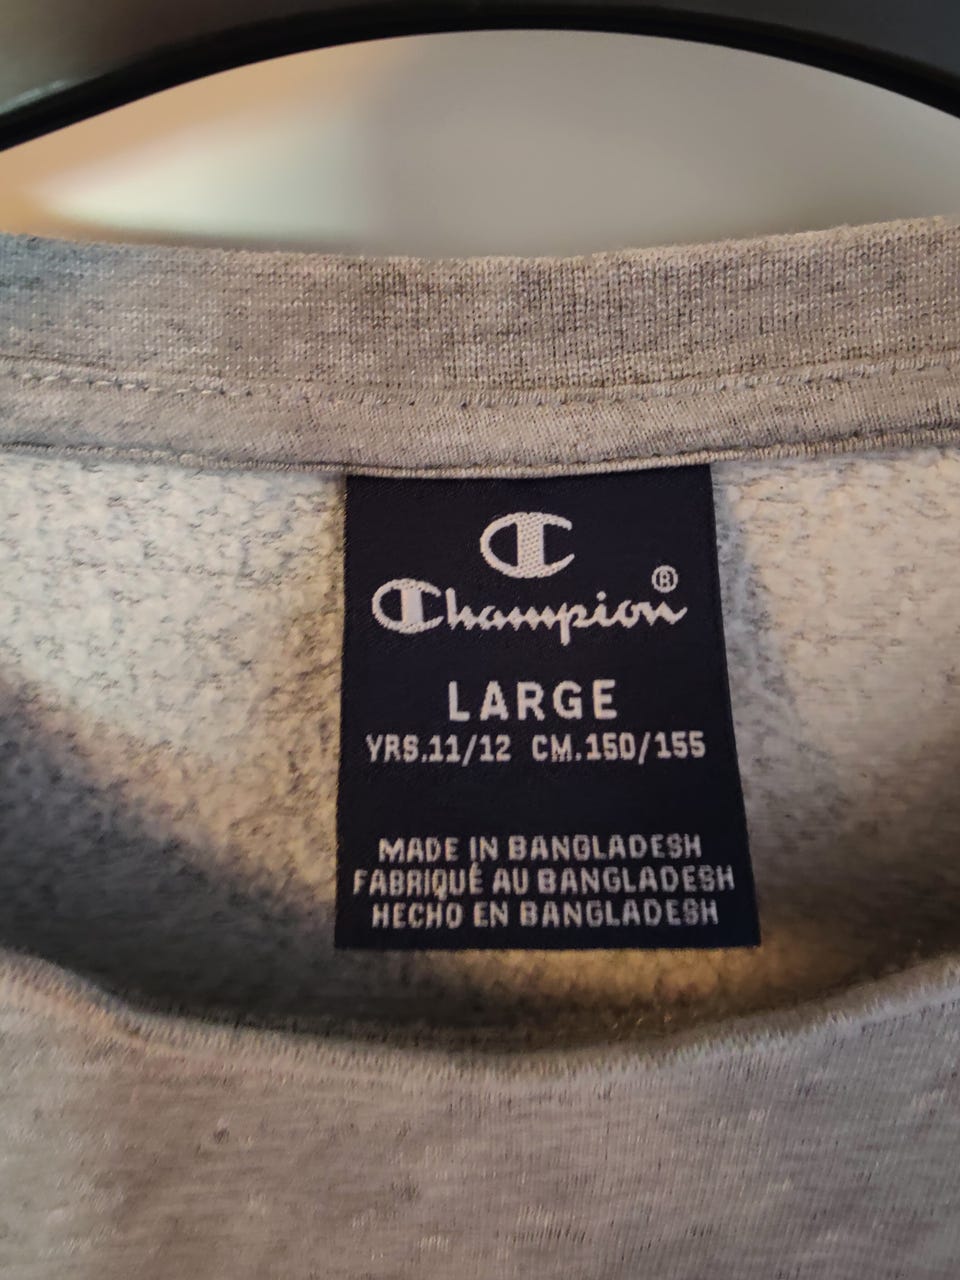 C
Champion®
LARGE
YRS.11/12 CM.150/155
MADE IN BANGLADESH
FABRIQUÉ AU BANGLADESH
HECHO EN BANGLADESH